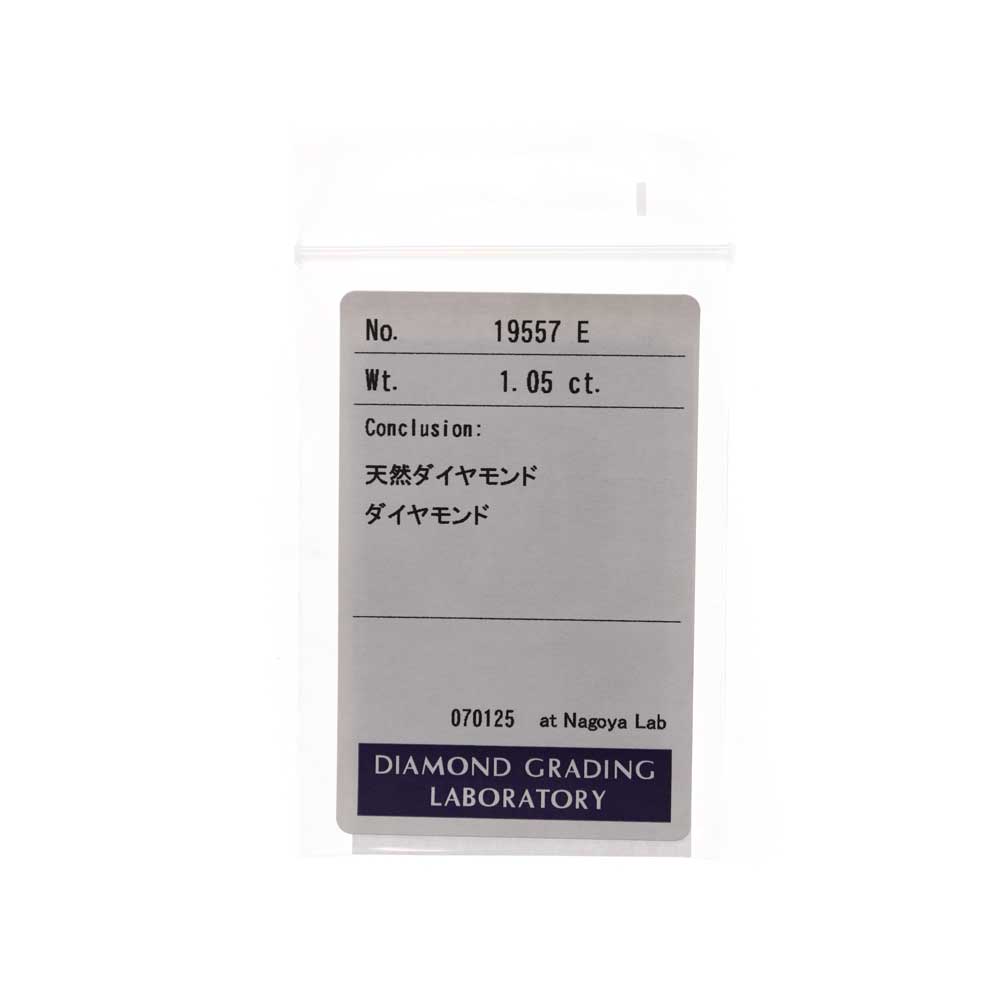 No. 19557 E
Wt. 1.05 ct.
Conclusion:
天然ダイヤモンド
ダイヤモンド
070125 at Nagoya Lab
DIAMOND GRADING
LABORATORY